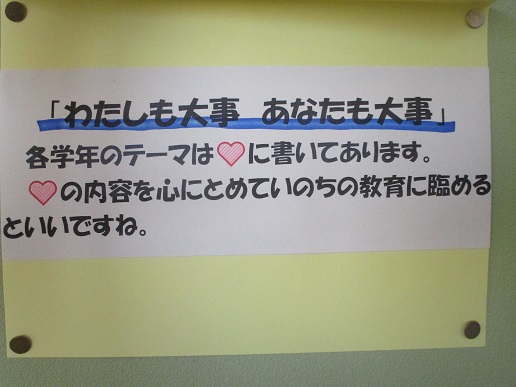 「わたしも大事　あなたも大事」
各学年のテーマは♡に書いてあります。
♡の内容を心にとめていのちの教育に臨める
といいですね。